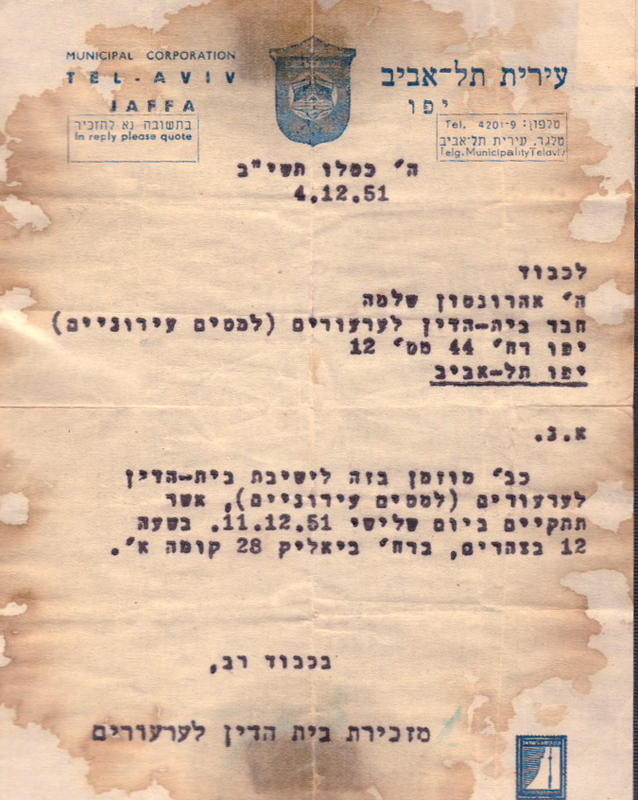 MUNICIPAL CORPORATION
TEL-AVIV
JAFFA
עירית תל-אביב
יפו
בתשובה נא להזכיר
In reply please quote
טלפון: Tel. 4201-9
מלגר. עירית תל-אביב
Telg. Municipality Telaviv
ה' כסלו תשי"ב
4.12.51
לכבוד
ה' אהרונסון שלמה
חבר בית-הדין לערעורים (למסים עירוניים)
יפו רח' 44 מס' 12
יפו תל-אביב
א.נ.
כב' מוזמן בזה לישיבת בית-הדין
לערעורים (למסים עירוניים), אשר
תתקיים ביום שלישי 11.12.51. בשעה
12 בצהרים, ברח' ביאליק 28 קומה א'.
בכבוד רב,
מזכירת בית הדין לערעורים